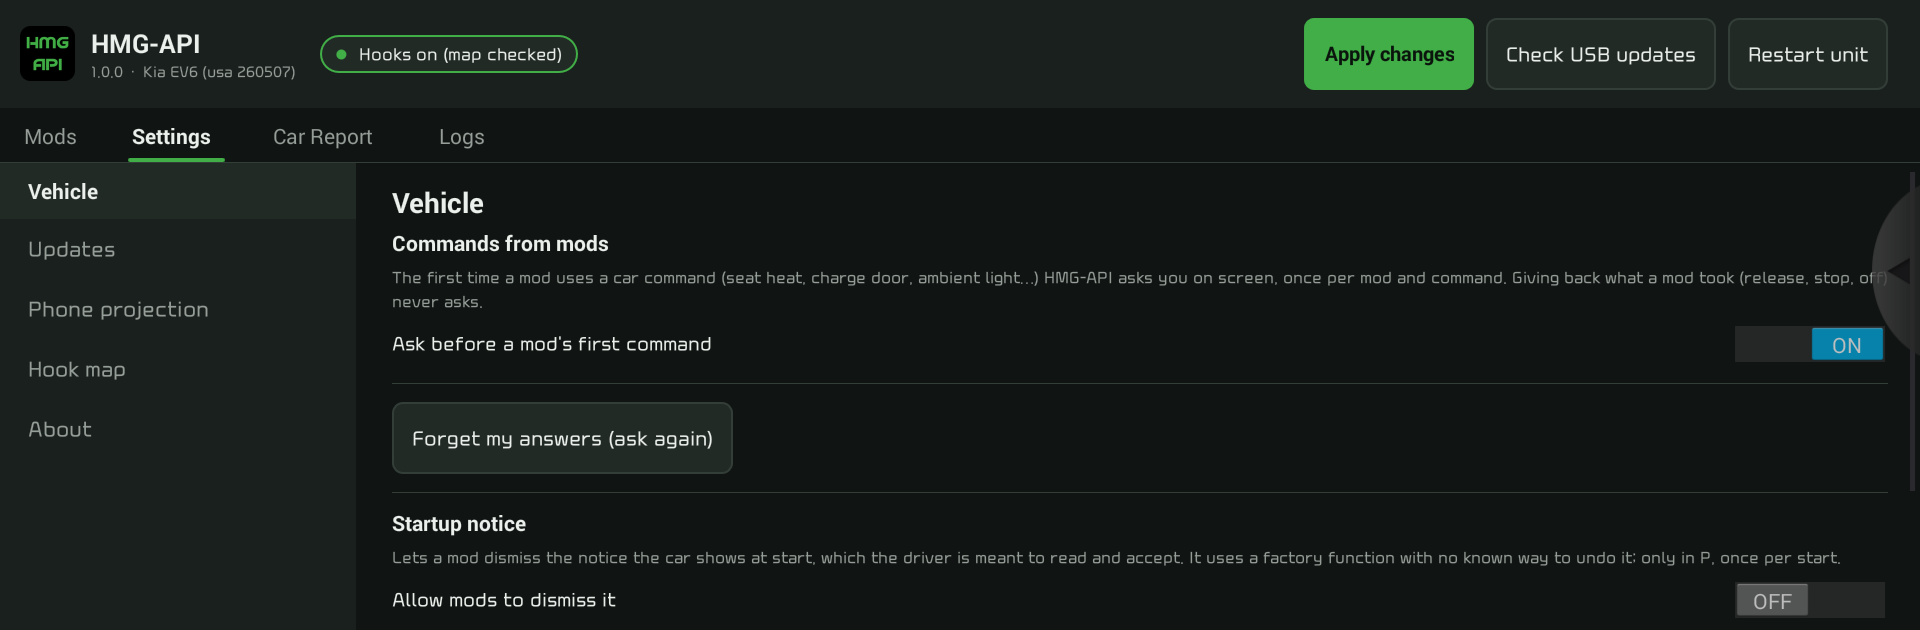 HMG
API
HMG-API
1.0.0 · Kia EV6 (usa 260507)
Hooks on (map checked)
Apply changes
Check USB updates
Restart unit
Mods
Settings
Car Report
Logs
Vehicle
Updates
Phone projection
Hook map
About
Vehicle
Commands from mods
The first time a mod uses a car command (seat heat, charge door, ambient light...) HMG-API asks you on screen, once per mod and command. Giving back what a mod took (release, stop, off)
never asks.
Ask before a mod's first command
ON
Forget my answers (ask again)
Startup notice
Lets a mod dismiss the notice the car shows at start, which the driver is meant to read and accept. It uses a factory function with no known way to undo it; only in P, once per start.
Allow mods to dismiss it
OFF